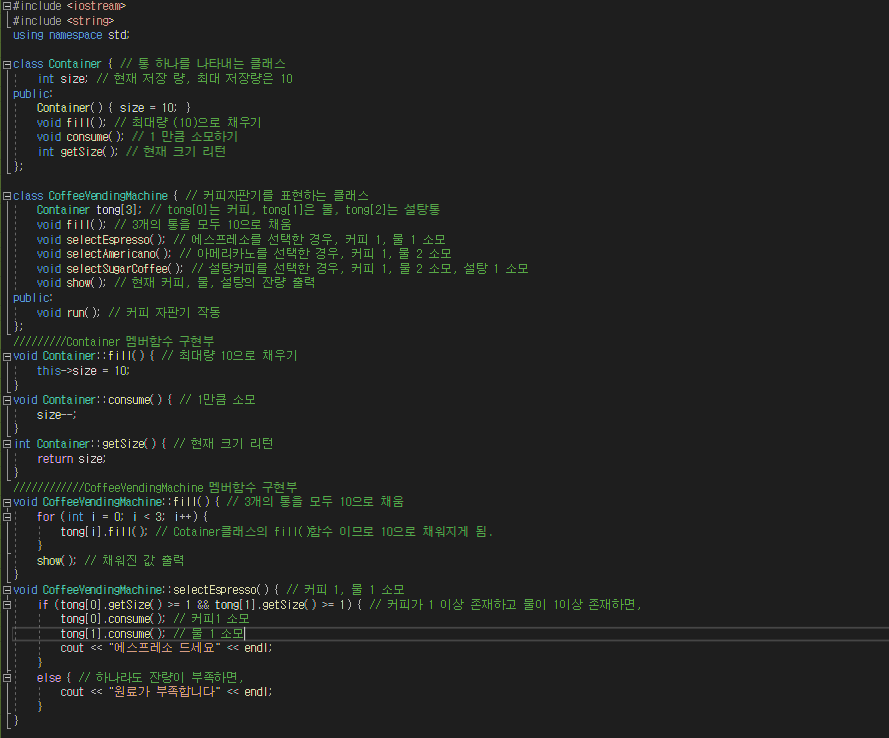 #include <iostream>
#include <string>
using namespace std;

class Container { // 통 하나를 나타내는 클래스
    int size; // 현재 저장 량, 최대 저장량은 10
public:
    Container() { size = 10; }
    void fill(); // 최대량(10)으로 채우기
    void consume(); // 1 만큼 소모하기
    int getSize(); // 현재 크기 리턴
};

class CoffeeVendingMachine { // 커피자판기를 표현하는 클래스
    Container tong[3]; // tong[0]는 커피, tong[1]은 물, tong[2]는 설탕통
    void fill(); // 3개의 통을 모두 10으로 채움
    void selectEspresso(); // 에스프레소를 선택한 경우, 커피 1, 물 1 소모
    void selectAmericano(); // 아메리카노를 선택한 경우, 커피 1, 물 2 소모
    void selectSugarCoffee(); // 설탕커피를 선택한 경우, 커피 1, 물 2 소모, 설탕 1 소모
    void show(); // 현재 커피, 물, 설탕의 잔량 출력
public:
    void run(); // 커피 자판기 작동
};
/////////Container 멤버함수 구현부
void Container::fill() { // 최대량 10으로 채우기
    this->size = 10;
}
void Container::consume() { // 1만큼 소모
    size--;
}
int Container::getSize() { // 현재 크기 리턴
    return size;
}
////////////CoffeeVendingMachine 멤버함수 구현부
void CoffeeVendingMachine::fill() { // 3개의 통을 모두 10으로 채움
    for (int i = 0; i < 3; i++) {
        tong[i].fill(); // Cotainer클래스의 fill()함수 이므로 10으로 채워지게 됨.
    }
    show(); // 채워진 값 출력
}
void CoffeeVendingMachine::selectEspresso() { // 커피 1, 물 1 소모
    if (tong[0].getSize() >= 1 && tong[1].getSize() >= 1) { // 커피가 1 이상 존재하고 물이 1이상 존재하면,
        tong[0].consume(); // 커피1 소모
        tong[1].consume(); // 물 1 소모
        cout << "에스프레소 드세요" << endl;
    }
    else { // 하나라도 잔량이 부족하면,
        cout << "원료가 부족합니다" << endl;
    }
}